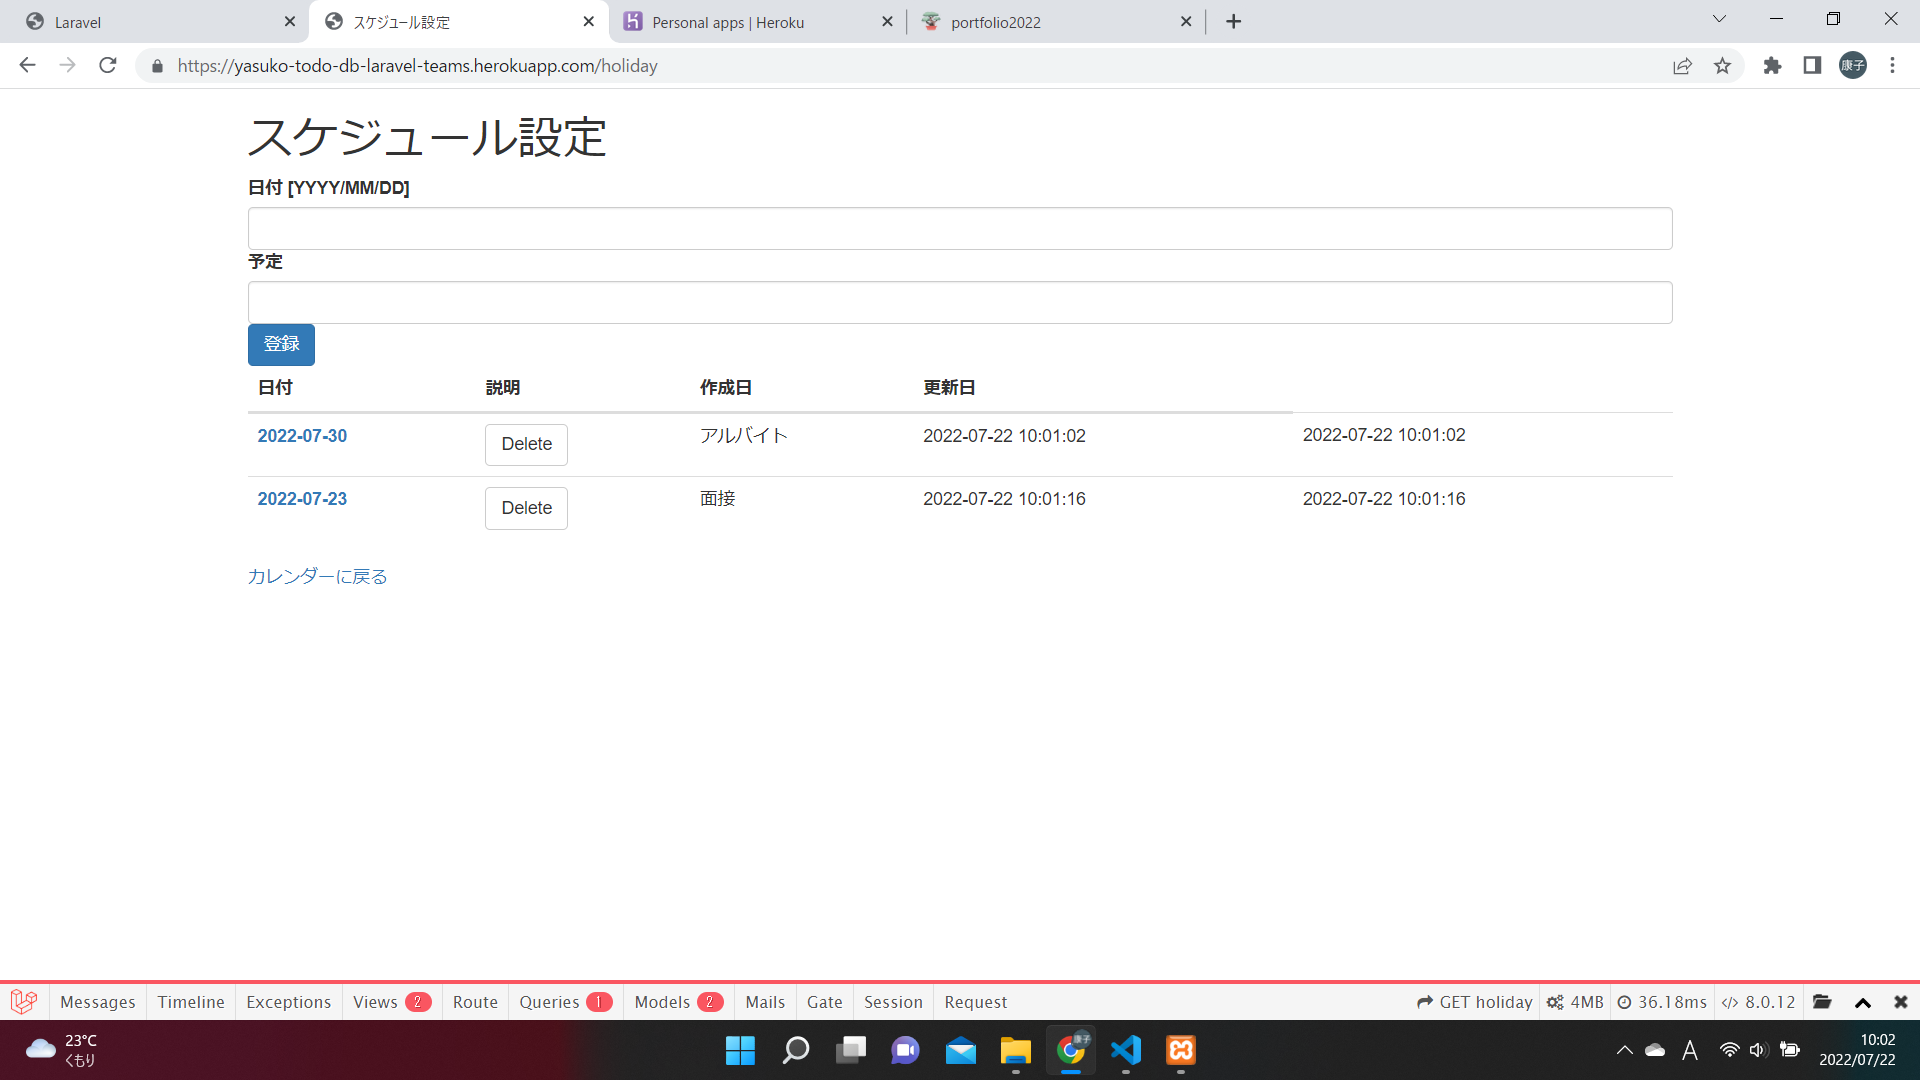 Laravel
スケジュール設定
Personal apps | Heroku
portfolio2022
https://yasuko-todo-db-laravel-teams.herokuapp.com/holiday
康子
スケジュール設定
日付 [YYYY/MM/DD]
予定
登録
日付 説明 作成日 更新日
2022-07-30 Delete アルバイト 2022-07-22 10:01:02 2022-07-22 10:01:02
2022-07-23 Delete 面接 2022-07-22 10:01:16 2022-07-22 10:01:16
カレンダーに戻る
Messages Timeline Exceptions Views 2 Route Queries 1 Models 2 Mails Gate Session Request GET holiday 4MB 36.18ms 8.0.12
23°C
くもり
康子
A
10:02
2022/07/22